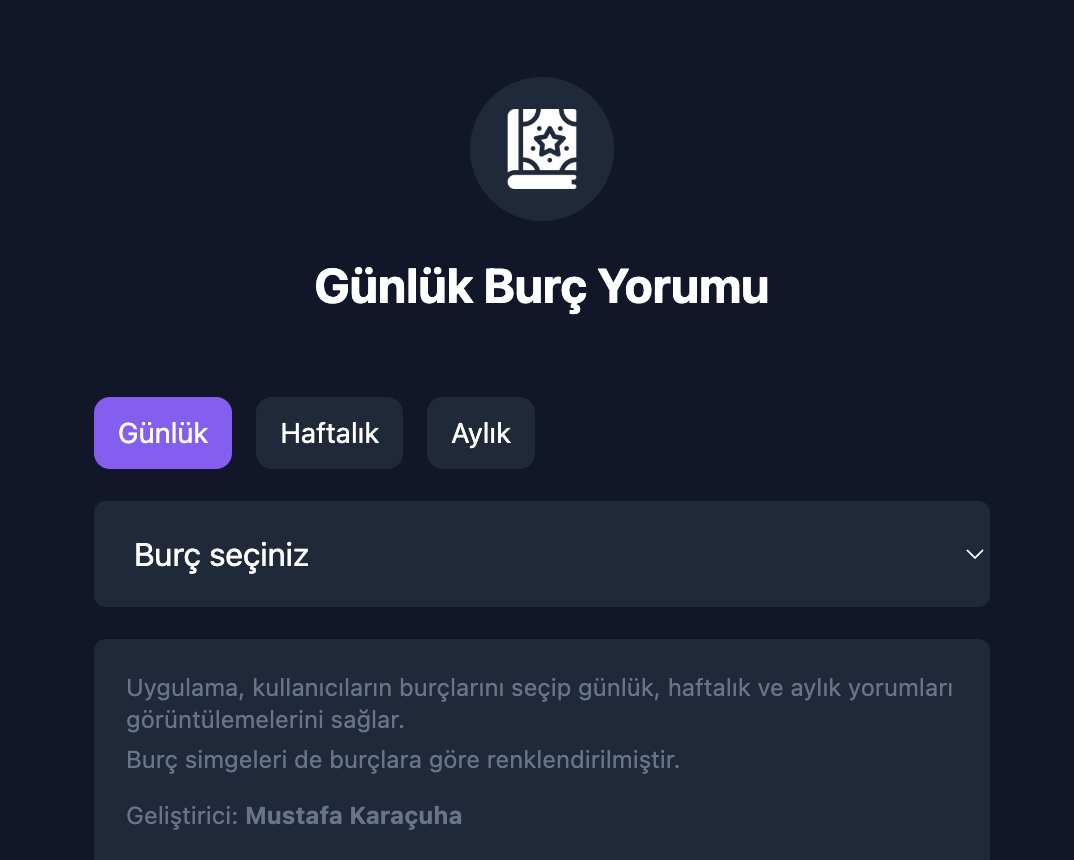 Günlük Burç Yorumu
Günlük
Haftalık
Aylık
Burç seçiniz
Uygulama, kullanıcıların burçlarını seçip günlük, haftalık ve aylık yorumları
görüntülemelerini sağlar.
Burç simgeleri de burçlara göre renklendirilmiştir.
Geliştirici: Mustafa Karaçuha